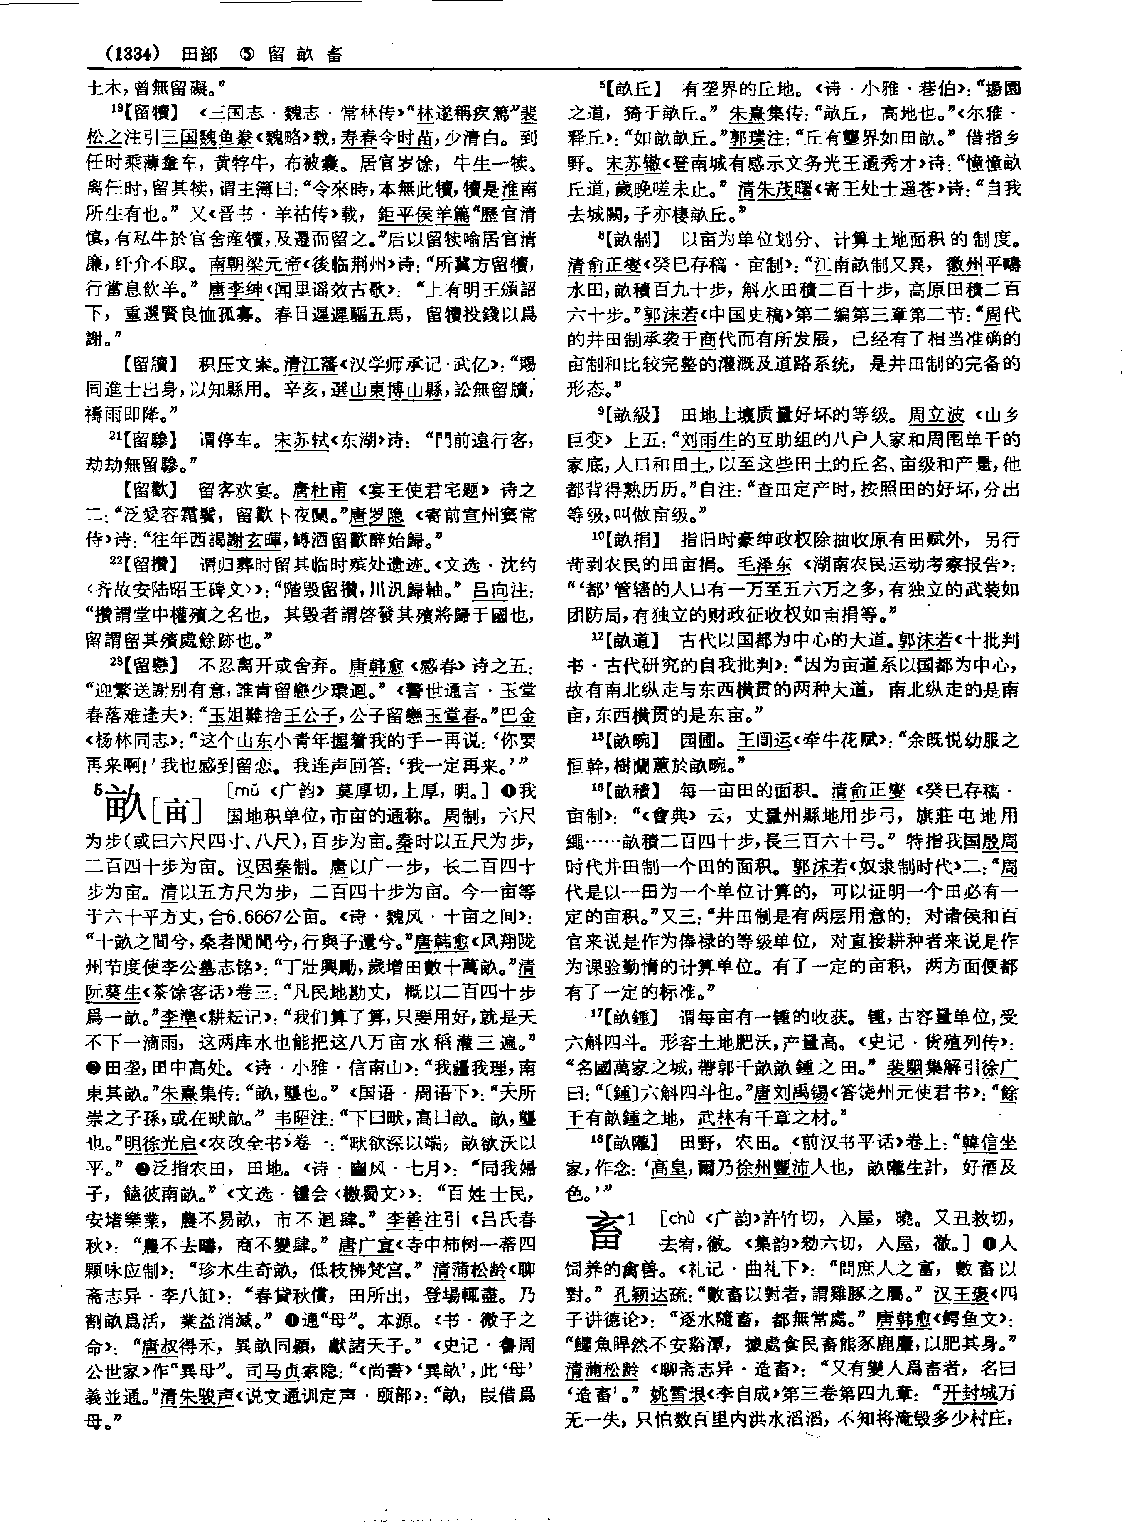 (1334) 田部 ⑤ 留 畝 畜
土木，曾無留礙。”
¹⁹【留犢】 《三国志·魏志·常林传》“林遂稱疾篤”裴
松之注引三国魏鱼豢《魏略》载，寿春令时苗，少清白。到
任时乘薄軬车，黄牸牛，布被囊。居官岁馀，牛生一犊。
离任时，留其犊，谓主簿曰：“令來時，本無此犢，犢是淮南
所生有也。” 又《晋书·羊祜传》载，鉅平侯羊篇“歷官清
慎，有私牛於官舍産犢，及遷而留之。”后以留犊喻居官清
廉，纤介不取。 南朝梁元帝《後临荆州》诗：“所冀方留犢，
行當息飲羊。” 唐李绅《闻里谣效古歌》：“上有明王頒詔
下，重選賢良恤孤寡。春日遲遲驅五馬，留犢投錢以爲
謝。”
【留牘】 积压文案。清江藩《汉学师承记·武亿》：“賜
同進士出身，以知縣用。辛亥，選山東博山縣，訟無留牘，
禱雨即降。”
²¹【留驂】 谓停车。宋苏轼《东湖》诗：“門前遠行客，
劫劫無留驂。”
【留歡】 留客欢宴。唐杜甫《宴王使君宅题》诗之
二：“泛愛容霜鬢，留歡卜夜闌。”唐罗隐《寄前宣州窦常
侍》诗：“往年西謁謝玄暉，罇酒留歡醉始歸。”
²²【留攢】 谓归葬时留其临时殡处遗迹。《文选·沈约
〈齐故安陆昭王碑文〉》：“階毁留攢，川汎歸軸。” 吕向注：
“攢謂堂中權殯之名也，其毁者謂啓發其殯將歸于國也，
留謂留其殯處餘跡也。”
²³【留戀】 不忍离开或舍弃。唐韩愈《感春》诗之五：
“迎繁送謝别有意，誰肯留戀少環迴。”《警世通言·玉堂
春落难逢夫》：“玉姐難捨王公子，公子留戀玉堂春。”巴金
《杨林同志》：“这个山东小青年握着我的手一再说：‘你要
再来啊！’我也感到留恋。我连声回答：‘我一定再来。’”
⁵畝[亩] [mǔ 《广韵》莫厚切，上厚，明。] ❶我
国地积单位，市亩的通称。周制，六尺
为步（或曰六尺四寸、八尺），百步为亩。秦时以五尺为步，
二百四十步为亩。汉因秦制。唐以广一步，长二百四十
步为亩。清以五方尺为步，二百四十步为亩。今一亩等
于六十平方丈，合6.6667公亩。《诗·魏风·十亩之间》：
“十畝之間兮，桑者閑閑兮，行與子還兮。”唐韩愈《凤翔陇
州节度使李公墓志铭》：“丁壯興勵，歲增田數十萬畝。”清
阮葵生《茶馀客话》卷三：“凡民地勘丈，概以二百四十步
爲一畝。”李準《耕耘记》：“我们算了算，只要用好，就是天
不下一滴雨，这两库水也能把这八万亩水稻灌三遍。”
❷田垄，田中高处。《诗·小雅·信南山》：“我疆我理，南
東其畝。”朱熹集传：“畝，壟也。”《国语·周语下》：“天所
崇之子孫，或在畎畝。” 韦昭注：“下曰畎，高曰畝。畝，壟
也。”明徐光启《农政全书》卷一：“畎欲深以端，畝欲沃以
平。” ❸泛指农田，田地。《诗·豳风·七月》：“同我婦
子，饁彼南畝。”《文选·锺会〈檄蜀文〉》：“百姓士民，
安堵樂業，農不易畝，市不迴肆。” 李善注引《吕氏春
秋》：“農不去疇，商不變肆。” 唐广宣《寺中柿树一蒂四
颗咏应制》：“珍木生奇畝，低枝拂梵宫。” 清蒲松龄《聊
斋志异·李八缸》：“春貸秋償，田所出，登場輒盡。乃
割畝爲活，業益消減。” ❹通“母”。本源。《书·微子之
命》：“唐叔得禾，異畝同穎，獻諸天子。”《史记·鲁周
公世家》作“異母”。 司马贞索隐：“《尚書》‘異畝’，此‘母’
義並通。”清朱骏声《说文通训定声·颐部》：“畝，叚借爲
母。”
⁵【畝丘】 有垄界的丘地。《诗·小雅·巷伯》：“楊園
之道，猗于畝丘。” 朱熹集传：“畝丘，高地也。”《尔雅·
释丘》：“如畝畝丘。”郭璞注：“丘有壟界如田畝。” 借指乡
野。宋苏辙《登南城有感示文务光王遹秀才》诗：“憧憧畝
丘道，歲晚嗟未止。” 清朱茂曙《寄王处士遥荅》诗：“自我
去城闕，子亦棲畝丘。”
⁸【畝制】 以亩为单位划分、计算土地面积的制度。
清俞正燮《癸巳存稿·亩制》：“江南畝制又異，徽州平疇
水田，畝積百九十步，斛水田積二百十步，高原田積二百
六十步。”郭沫若《中国史稿》第二编第三章第二节：“周代
的井田制承袭于商代而有所发展，已经有了相当准确的
亩制和比较完整的灌溉及道路系统，是井田制的完备的
形态。”
⁹【畝級】 田地土壤质量好坏的等级。周立波《山乡
巨变》上五：“刘雨生的互助组的八户人家和周围单干的
家底，人口和田土，以至这些田土的丘名、亩级和产量，他
都背得熟历历。”自注：“查田定产时，按照田的好坏，分出
等级，叫做亩级。”
¹⁰【畝捐】 指旧时豪绅政权除抽收原有田赋外，另行
苛剥农民的田亩捐。毛泽东《湖南农民运动考察报告》：
“‘都’管辖的人口有一万至五六万之多，有独立的武装如
团防局，有独立的财政征收权如亩捐等。”
¹²【畝道】 古代以国都为中心的大道。郭沫若《十批判
书·古代研究的自我批判》：“因为亩道系以国都为中心，
故有南北纵走与东西横贯的两种大道，南北纵走的是南
亩，东西横贯的是东亩。”
¹³【畝畹】 园圃。王闿运《牵牛花赋》：“余既悦幼服之
恒幹，樹蘭蕙於畝畹。”
¹⁶【畝積】 每一亩田的面积。清俞正燮《癸巳存稿·
亩制》：“《會典》云，丈量州縣地用步弓，旗莊屯地用
繩……畝積二百四十步，長三百六十弓。” 特指我国殷周
时代井田制一个田的面积。郭沫若《奴隶制时代》二：“周
代是以一田为一个单位计算的，可以证明一个田必有一
定的亩积。”又三：“井田制是有两层用意的：对诸侯和百
官来说是作为俸禄的等级单位，对直接耕种者来说是作
为课验勤惰的计算单位。有了一定的亩积，两方面便都
有了一定的标准。”
¹⁷【畝鍾】 谓每亩有一锺的收获。锺，古容量单位，受
六斛四斗。形容土地肥沃，产量高。《史记·货殖列传》：
“名國萬家之城，帶郭千畝畝鍾之田。” 裴駰集解引徐广
曰：“〔鍾〕六斛四斗也。”唐刘禹锡《答饶州元使君书》：“餘
干有畝鍾之地，武林有千章之材。”
¹⁸【畝隴】 田野，农田。《前汉书平话》卷上：“韓信坐
家，作念：‘高皇，爾乃徐州豐沛人也，畝隴生計，好酒及
色。’”
畜1 [chù 《广韵》許竹切，入屋，曉。又丑救切，
去宥，徹。《集韵》勑六切，入屋，徹。] ❶人
饲养的禽兽。《礼记·曲礼下》：“問庶人之富，數畜以
對。” 孔颖达疏：“數畜以對者，謂雞豚之屬。” 汉王褒《四
子讲德论》：“逐水隨畜，都無常處。” 唐韩愈《鳄鱼文》：
“鱷魚睅然不安谿潭，據處食民畜熊豕鹿麞，以肥其身。”
清蒲松龄《聊斋志异·造畜》：“又有變人爲畜者，名曰
‘造畜’。” 姚雪垠《李自成》第三卷第四九章：“开封城万
无一失，只怕数百里内洪水滔滔，不知将淹毁多少村庄，